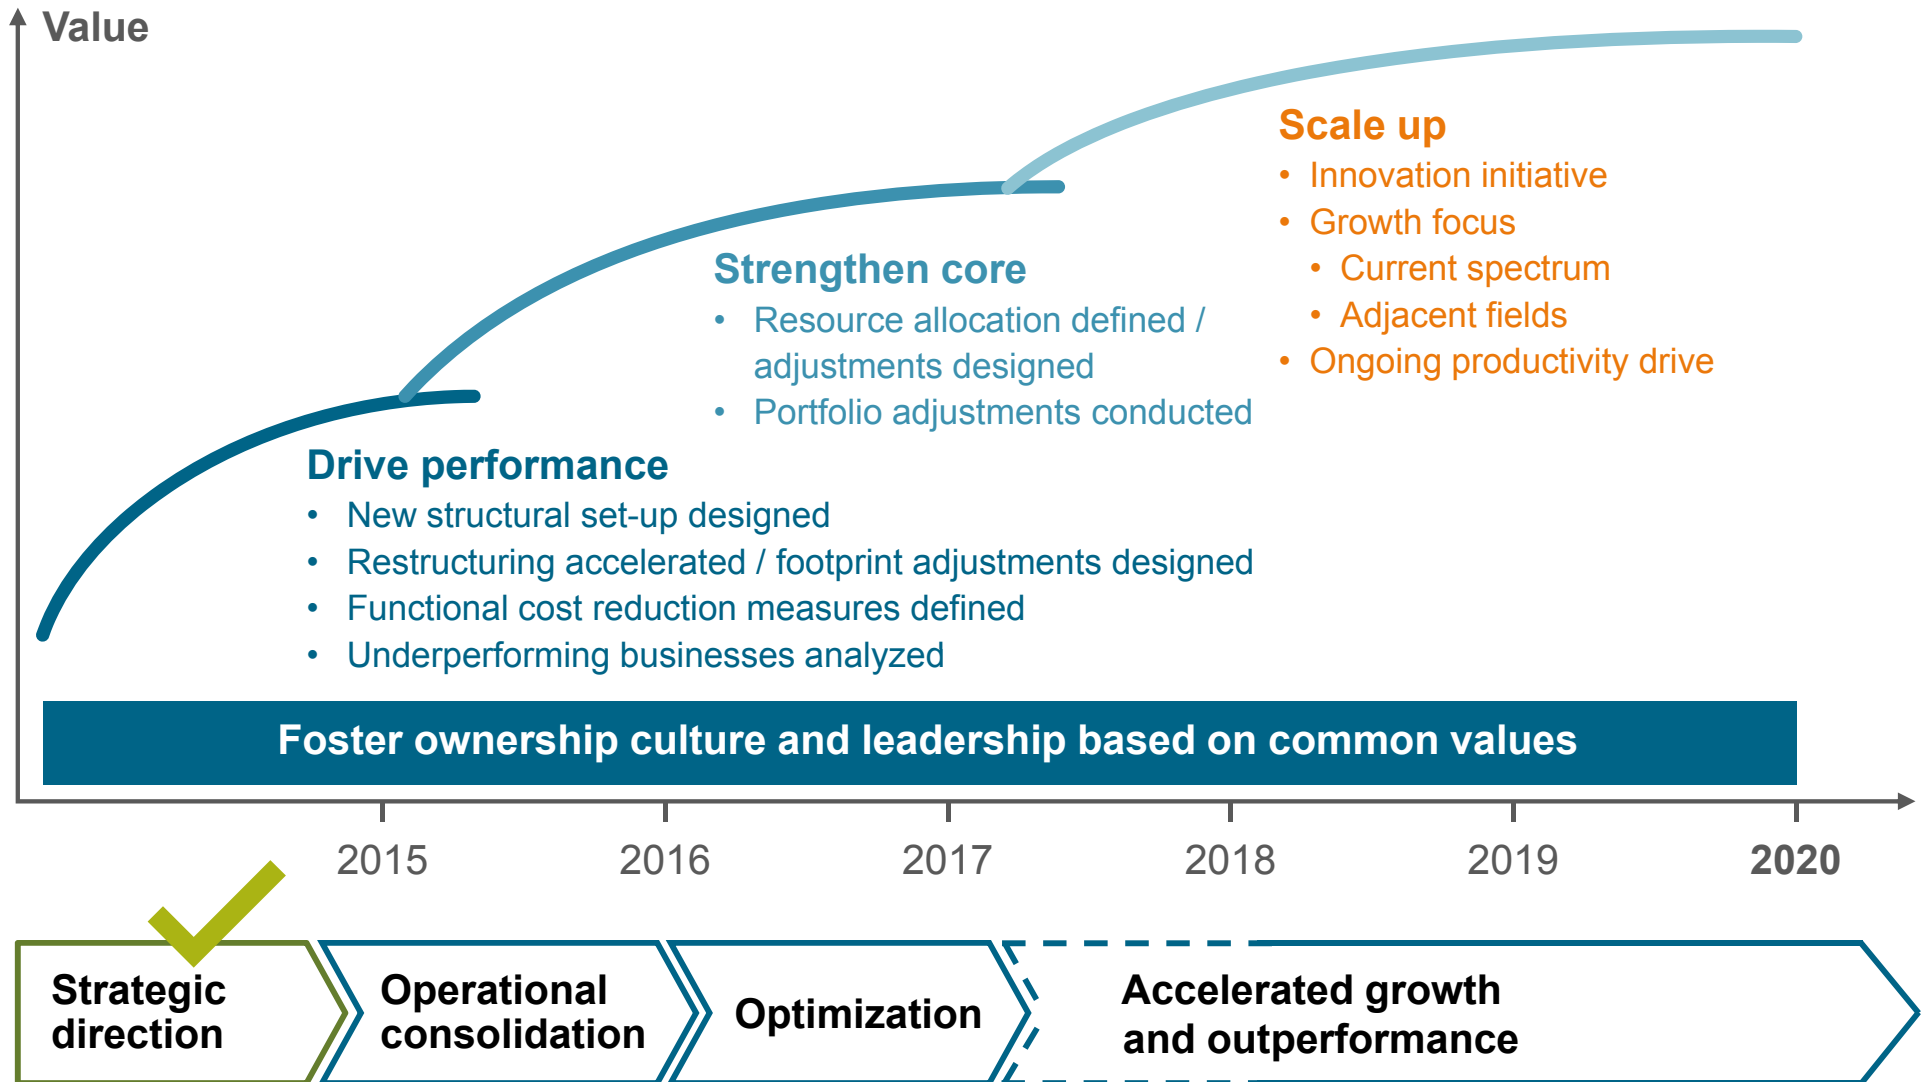 Value
Scale up
• Innovation initiative
• Growth focus
• Current spectrum
• Adjacent fields
• Ongoing productivity drive
Strengthen core
• Resource allocation defined /
adjustments designed
• Portfolio adjustments conducted
Drive performance
• New structural set-up designed
• Restructuring accelerated / footprint adjustments designed
• Functional cost reduction measures defined
• Underperforming businesses analyzed
Foster ownership culture and leadership based on common values
2015 2016 2017 2018 2019 2020
Strategic
direction
Operational
consolidation
Optimization
Accelerated growth
and outperformance